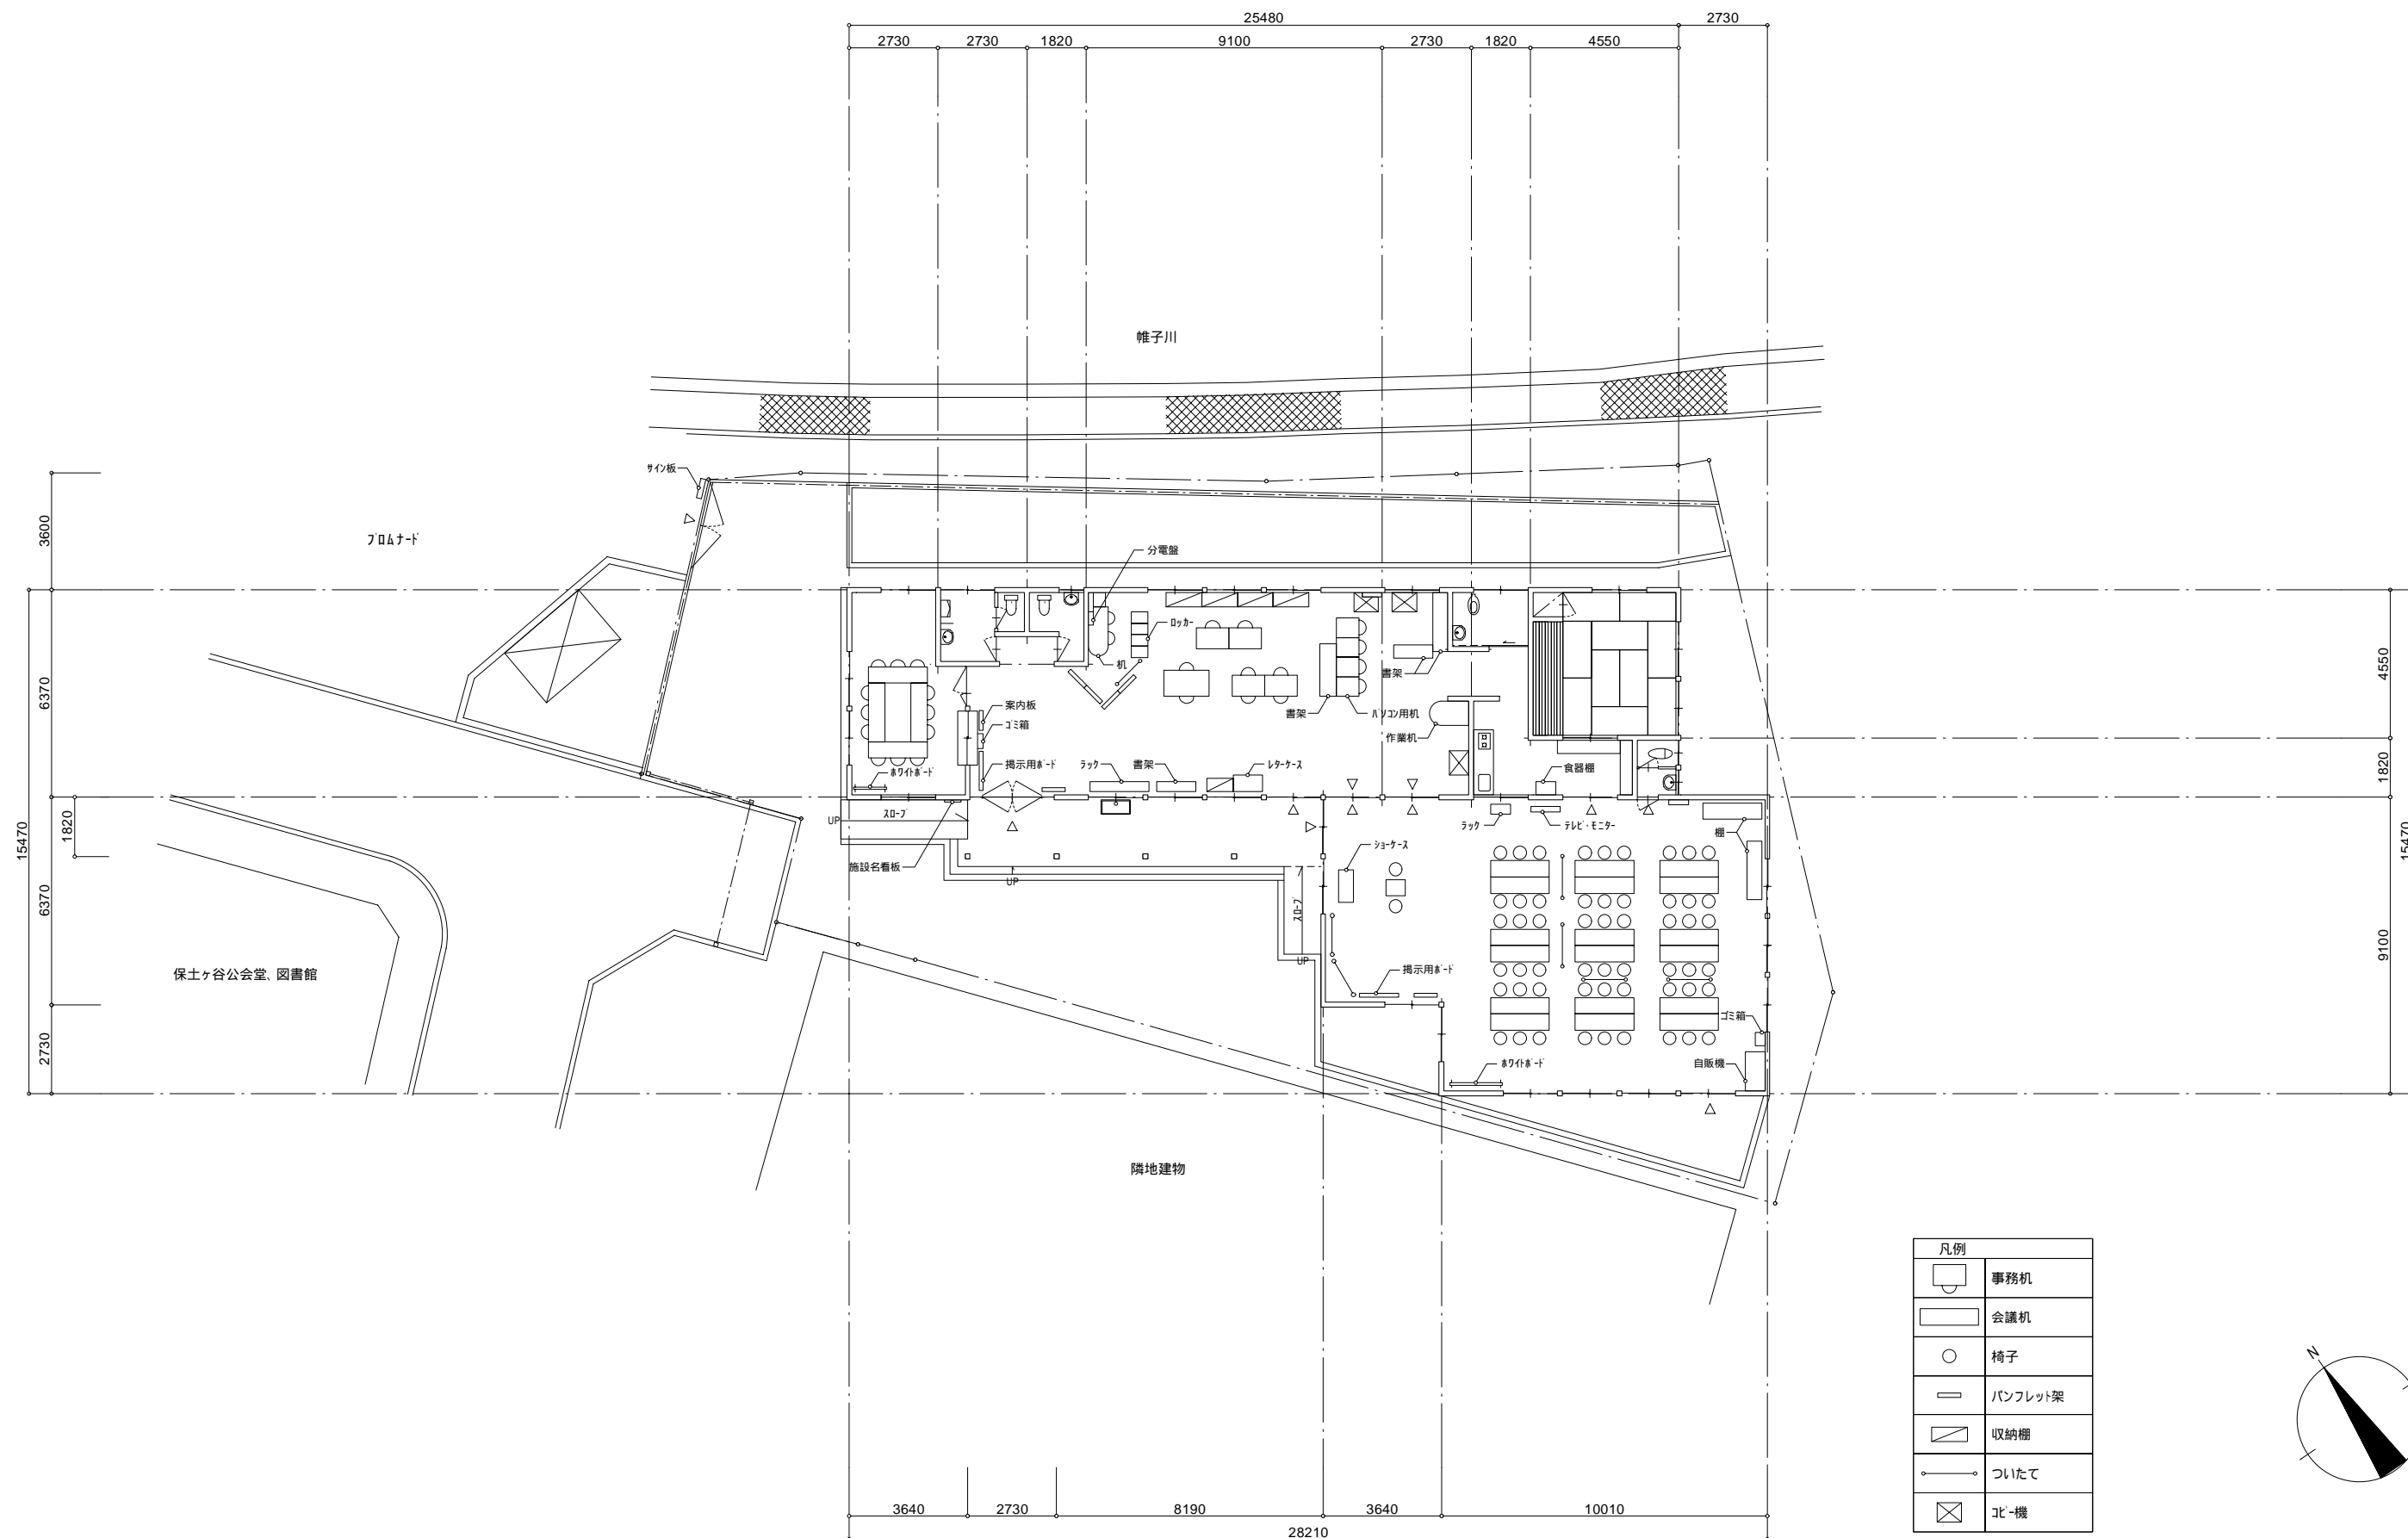 25480
2730
2730
2730
1820
9100
2730
1820
4550
帷子川
サイン板
プロムナード
3600
6370
15470
1820
6370
2730
分電盤
ロッカー
机
書架
書架
パソコン用机
作業机
案内板
ゴミ箱
掲示用ボード
ラック
書架
レターケース
ホワイトボード
食器棚
スロープ
UP
施設名看板
UP
ラック
テレビ・モニター
棚
ショーケース
スロープ
UP
掲示用ボード
ゴミ箱
ホワイトボード
自販機
4550
1820
15470
9100
保土ヶ谷公会堂、図書館
隣地建物
凡例
事務机
会議机
椅子
パンフレット架
収納棚
ついたて
コピー機
N
3640
2730
8190
3640
10010
28210